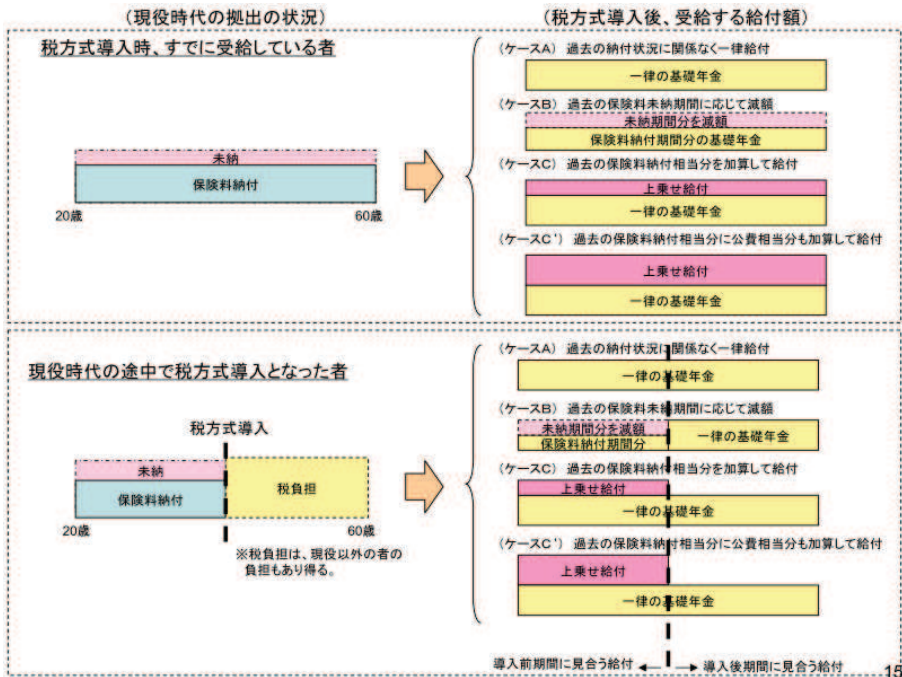 (現役時代の拠出の状況)
(税方式導入後、受給する給付額)
税方式導入時、すでに受給している者
未納
保険料納付
20歳
60歳
(ケースA) 過去の納付状況に関係なく一律給付
一律の基礎年金
(ケースB) 過去の保険料未納期間に応じて減額
未納期間分を減額
保険料納付期間分の基礎年金
(ケースC) 過去の保険料納付相当分を加算して給付
上乗せ給付
一律の基礎年金
(ケースC') 過去の保険料納付相当分に公費相当分も加算して給付
上乗せ給付
一律の基礎年金
現役時代の途中で税方式導入となった者
税方式導入
未納
保険料納付
税負担
20歳
60歳
※税負担は、現役以外の者の
負担もあり得る。
(ケースA) 過去の納付状況に関係なく一律給付
一律の基礎年金
(ケースB) 過去の保険料未納期間に応じて減額
未納期間分を減額
保険料納付期間分
一律の基礎年金
(ケースC) 過去の保険料納付相当分を加算して給付
上乗せ給付
一律の基礎年金
(ケースC') 過去の保険料納付相当分に公費相当分も加算して給付
上乗せ給付
一律の基礎年金
導入前期間に見合う給付
導入後期間に見合う給付
15